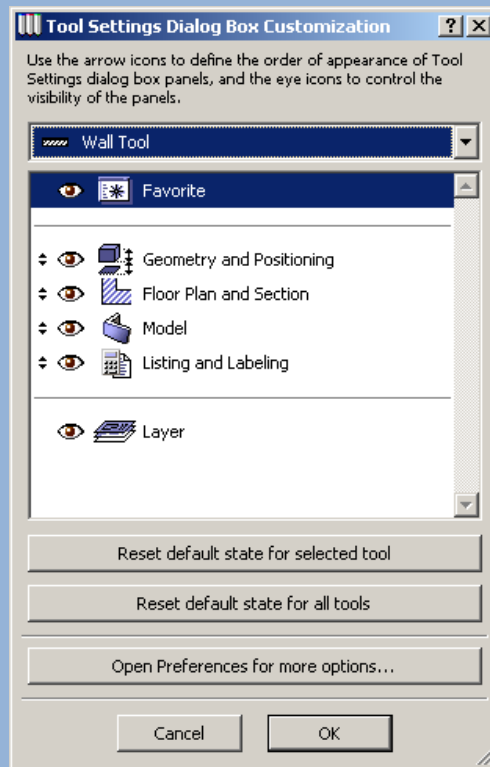 Tool Settings Dialog Box Customization
Use the arrow icons to define the order of appearance of Tool
Settings dialog box panels, and the eye icons to control the
visibility of the panels.
Wall Tool
Favorite
Geometry and Positioning
Floor Plan and Section
Model
Listing and Labeling
Layer
Reset default state for selected tool
Reset default state for all tools
Open Preferences for more options...
Cancel OK